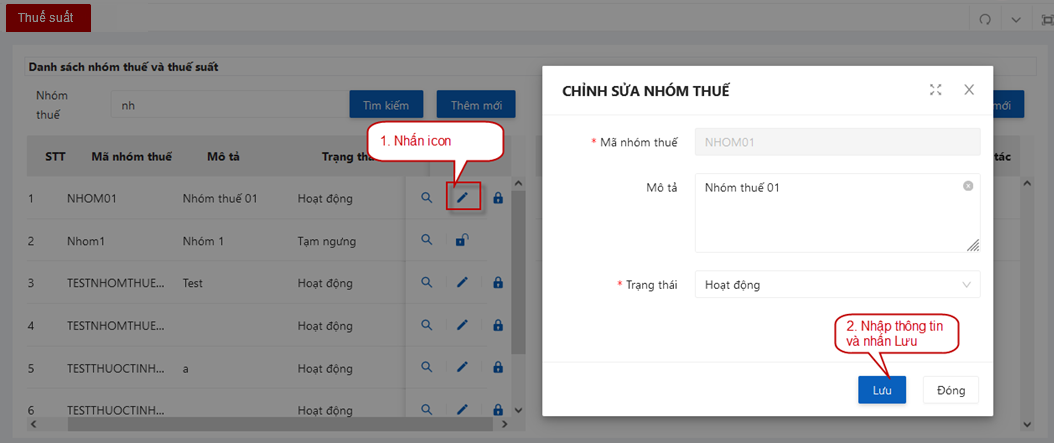 Thuế suất
Danh sách nhóm thuế và thuế suất
Nhóm
thuế
nh
Tìm kiếm
Thêm mới
mới
1. Nhấn icon
STT Mã nhóm thuế Mô tả Trạng thá
tác
1 NHOM01 Nhóm thuế 01 Hoạt động
2 Nhom1 Nhóm 1 Tạm ngưng
3 TESTNHOMTHUE... Test Hoạt động
4 TESTNHOMTHUE... Hoạt động
5 TESTTHUOCTINH... a Hoạt động
6 TESTTHUOCTINH... Hoạt động
CHỈNH SỬA NHÓM THUẾ
* Mã nhóm thuế NHOM01
Mô tả Nhóm thuế 01
* Trạng thái Hoạt động
2. Nhập thông tin
và nhấn Lưu
Lưu Đóng